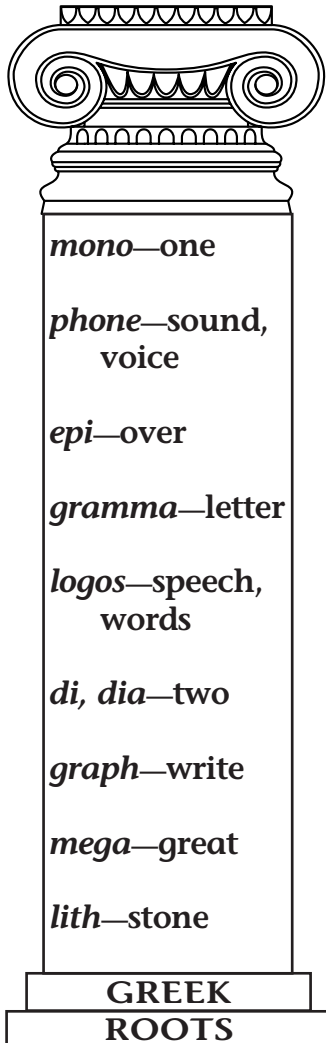 mono—one
phone—sound,
voice
epi—over
gramma—letter
logos—speech,
words
di, dia—two
graph—write
mega—great
lith—stone
GREEK
ROOTS